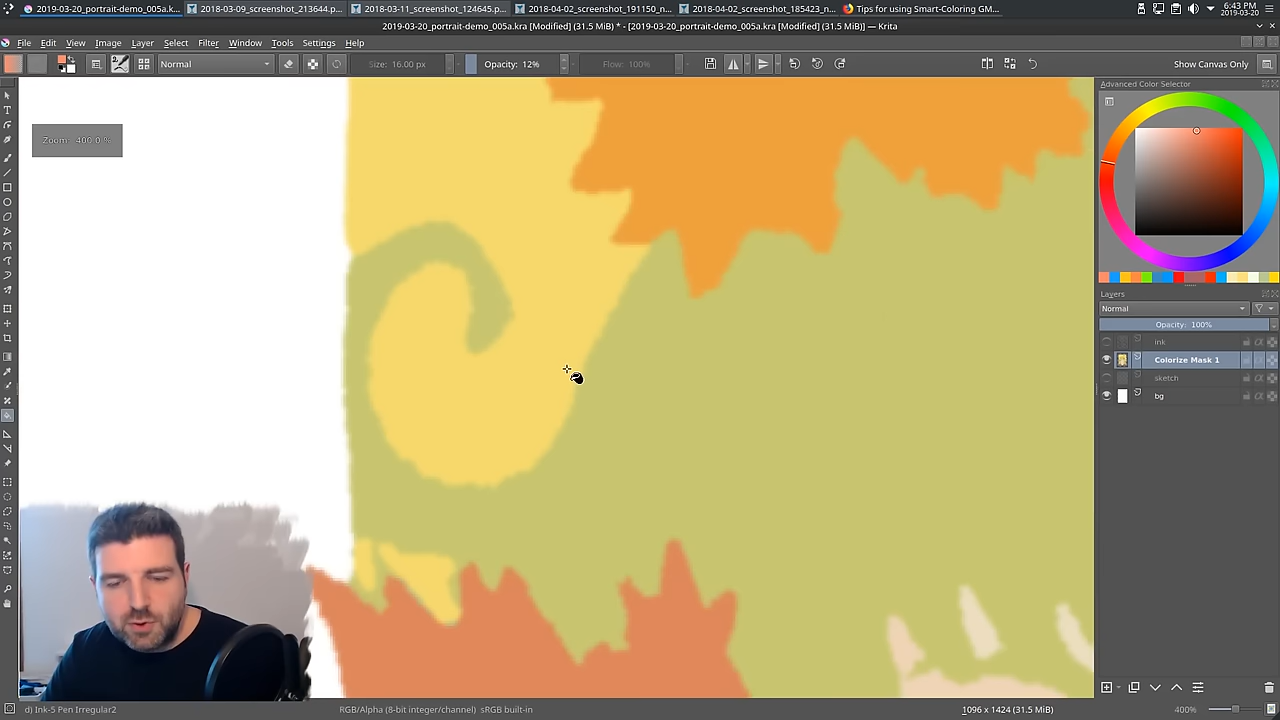 2019-03-20_portrait-demo_005a.k... 2018-03-09_screenshot_213644.p... 2018-03-11_screenshot_124645.p... 2018-04-02_screenshot_191150_n... 2018-04-02_screenshot_185423_n... Tips for using Smart-Coloring GM... 6:43 PM
2019-03-20
2019-03-20_portrait-demo_005a.kra [Modified] (31.5 MiB) * - [2019-03-20_portrait-demo_005a.kra [Modified] (31.5 MiB)] — Krita
File Edit View Image Layer Select Filter Window Tools Settings Help
Normal Size: 16.00 px Opacity: 12% Flow: 100% Show Canvas Only
Advanced Color Selector
Zoom: 400.0 %
Layers
Normal
Opacity: 100%
ink
Colorize Mask 1
sketch
bg
d) Ink-5 Pen Irregular2 RGB/Alpha (8-bit integer/channel) sRGB built-in 1096 x 1424 (31.5 MiB) 400%